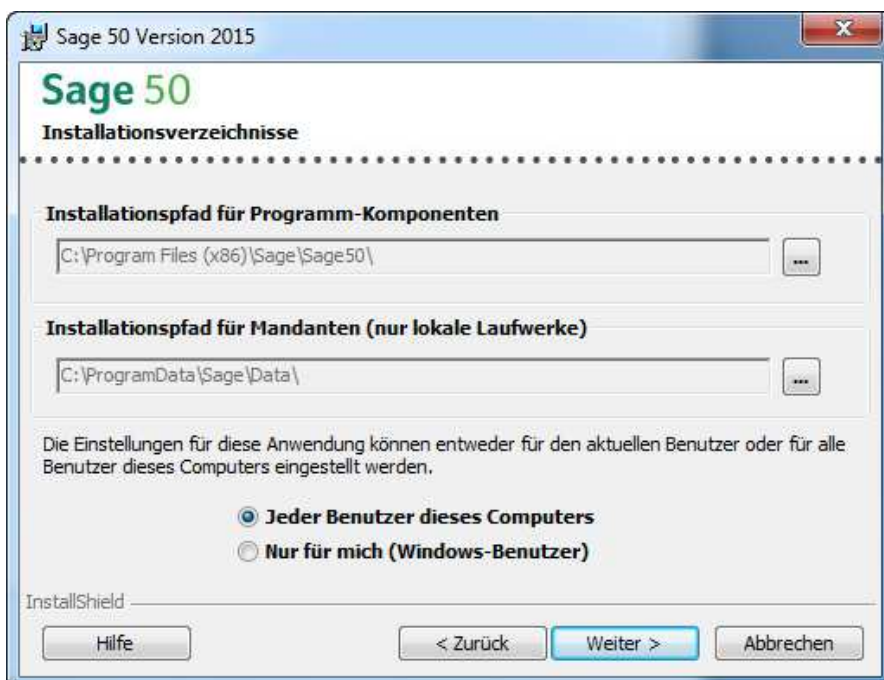 Sage 50 Version 2015
Sage 50
Installationsverzeichnisse
Installationspfad für Programm-Komponenten
C:\Program Files (x86)\Sage\Sage50\
...
Installationspfad für Mandanten (nur lokale Laufwerke)
C:\ProgramData\Sage\Data\
...
Die Einstellungen für diese Anwendung können entweder für den aktuellen Benutzer oder für alle
Benutzer dieses Computers eingestellt werden.
Jeder Benutzer dieses Computers
Nur für mich (Windows-Benutzer)
InstallShield
Hilfe
< Zurück
Weiter >
Abbrechen